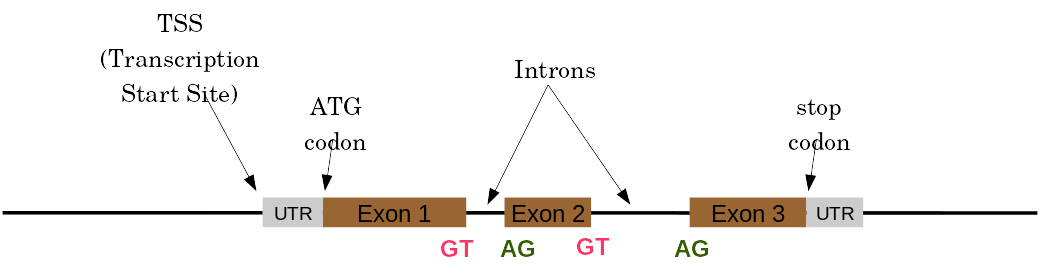 TSS
(Transcription
Start Site)
ATG
codon
Introns
stop
codon
UTR Exon 1 Exon 2 Exon 3 UTR
GT AG GT AG